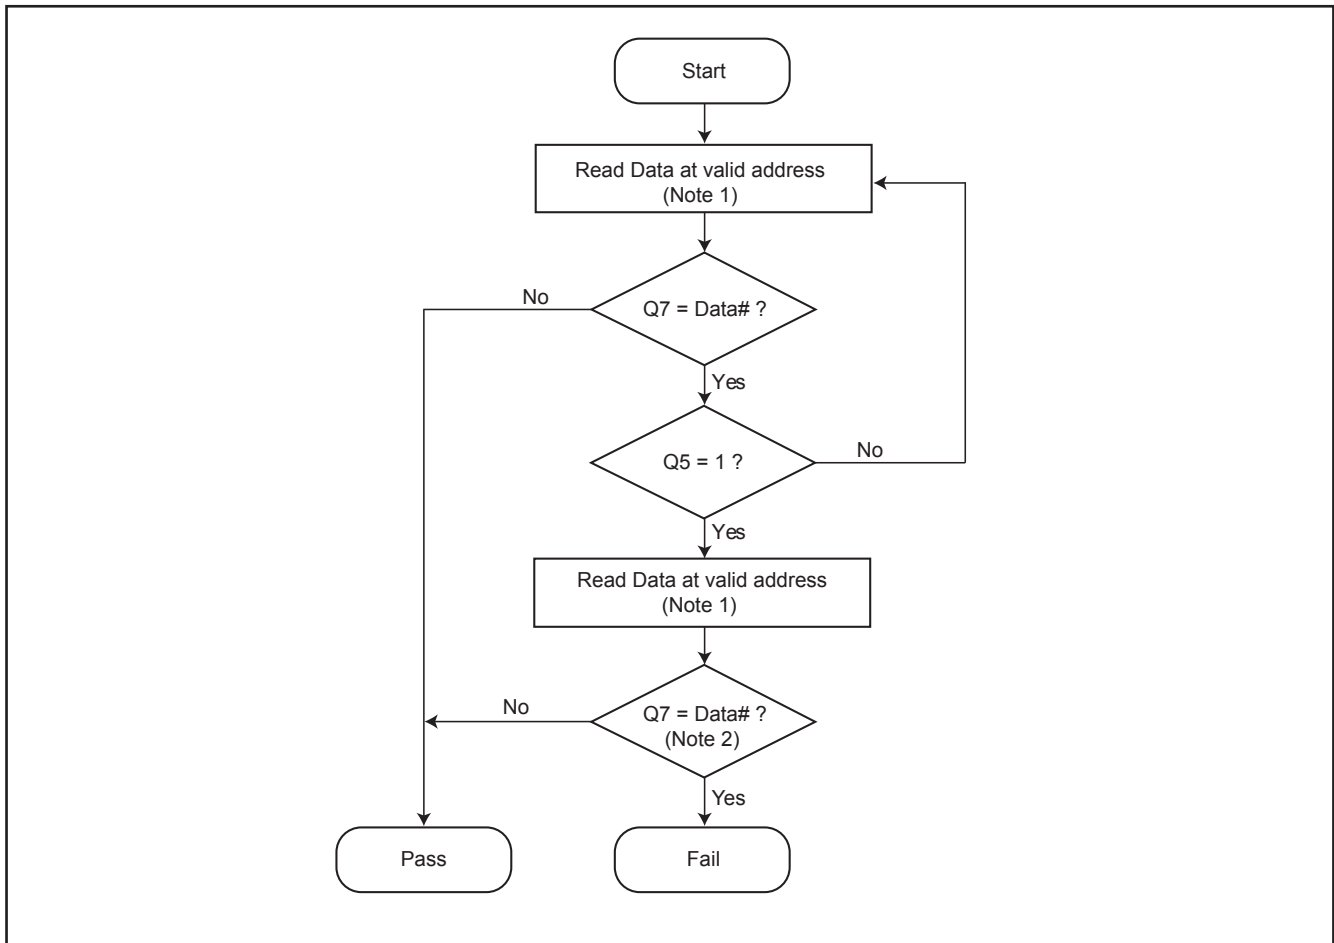 Start
Read Data at valid address
(Note 1)
No
Q7 = Data# ?
Yes
Q5 = 1 ?
No
Yes
Read Data at valid address
(Note 1)
No
Q7 = Data# ?
(Note 2)
Yes
Pass
Fail